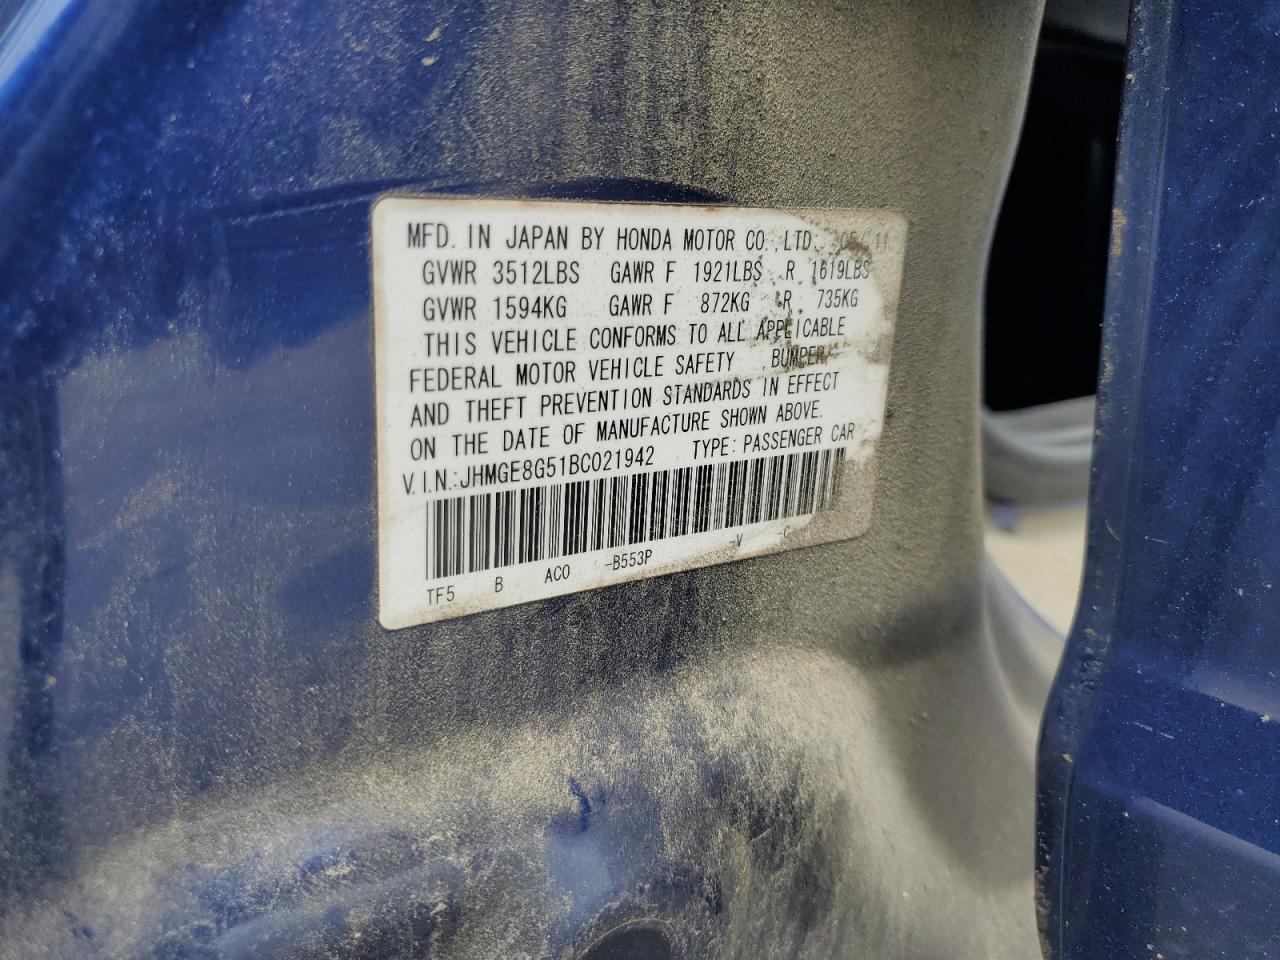 MFD. IN JAPAN BY HONDA MOTOR CO., LTD. 05/11
GVWR 3512LBS GAWR F 1921LBS R 1619LBS
GVWR 1594KG GAWR F 872KG R 735KG
THIS VEHICLE CONFORMS TO ALL APPLICABLE
FEDERAL MOTOR VEHICLE SAFETY, BUMPER,
AND THEFT PREVENTION STANDARDS IN EFFECT
ON THE DATE OF MANUFACTURE SHOWN ABOVE.
V.I.N.:JHMGE8G51BC021942 TYPE:PASSENGER CAR
TF5 B AC0 -B553P -V -C